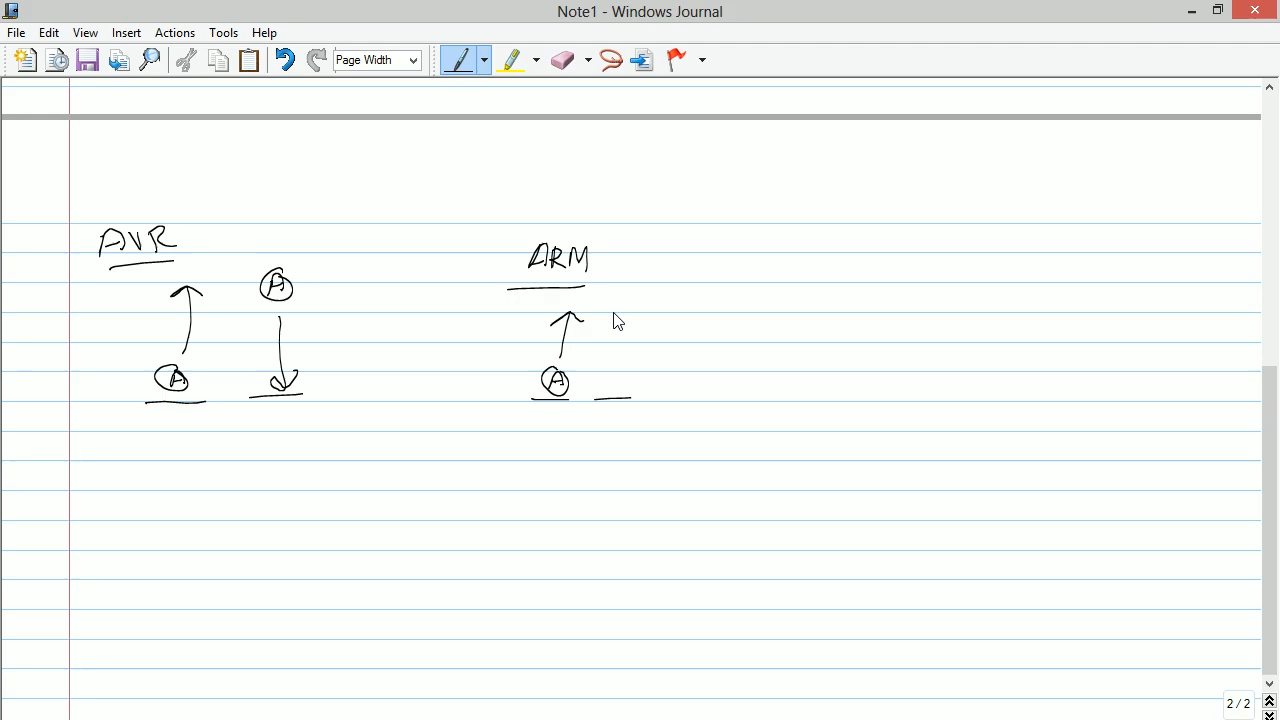 Note1 - Windows Journal
File Edit View Insert Actions Tools Help
Page Width
AVR
A
A
ARM
A
2 / 2